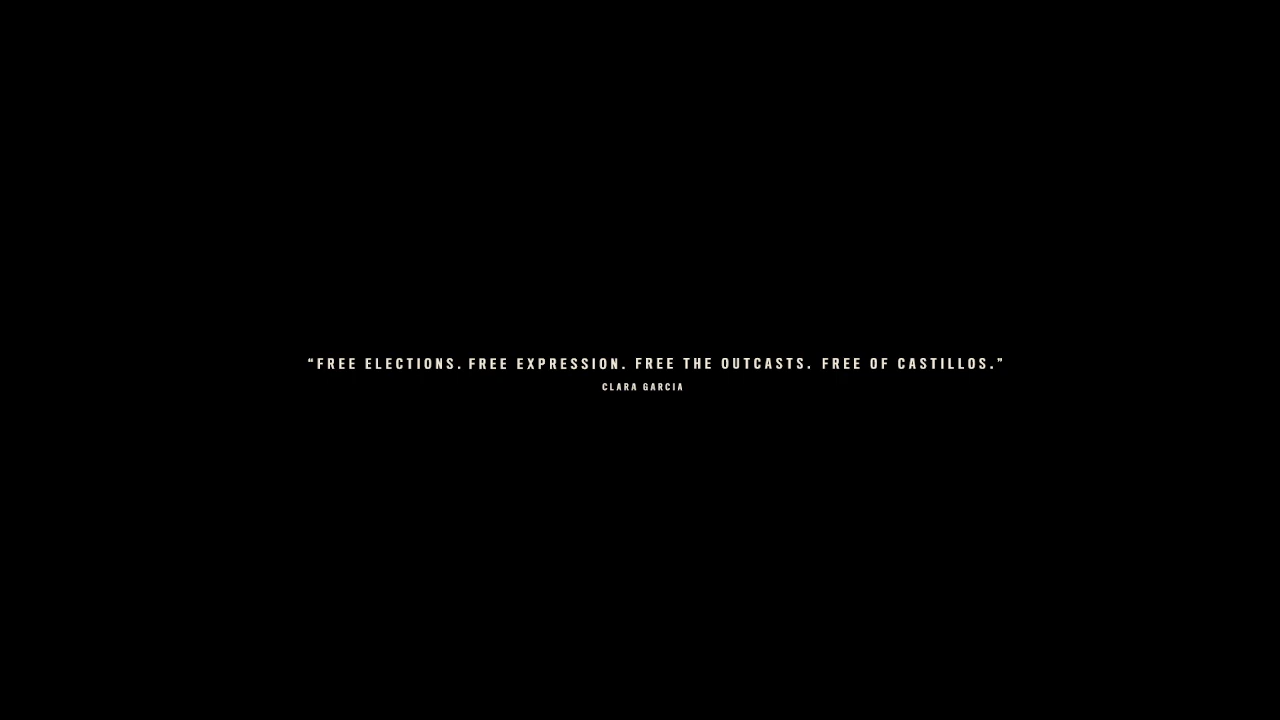 “FREE ELECTIONS. FREE EXPRESSION. FREE THE OUTCASTS. FREE OF CASTILLOS.”
CLARA GARCIA